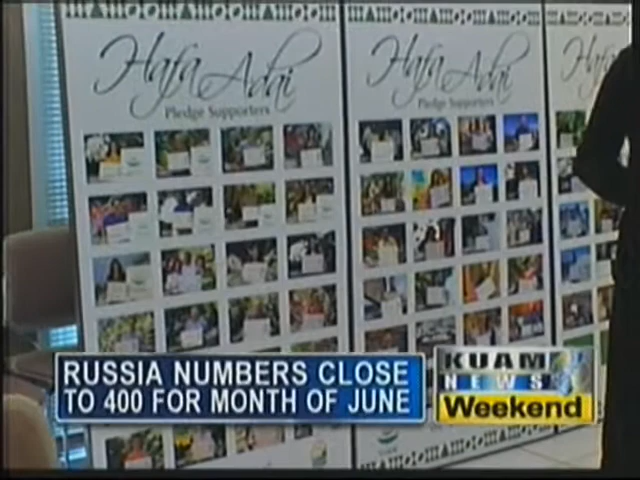 Hafa Adai
Pledge Supporters
Hafa Adai
Pledge Supporters
Hafa
RUSSIA NUMBERS CLOSE
TO 400 FOR MONTH OF JUNE
KUAM
NEWS
Weekend